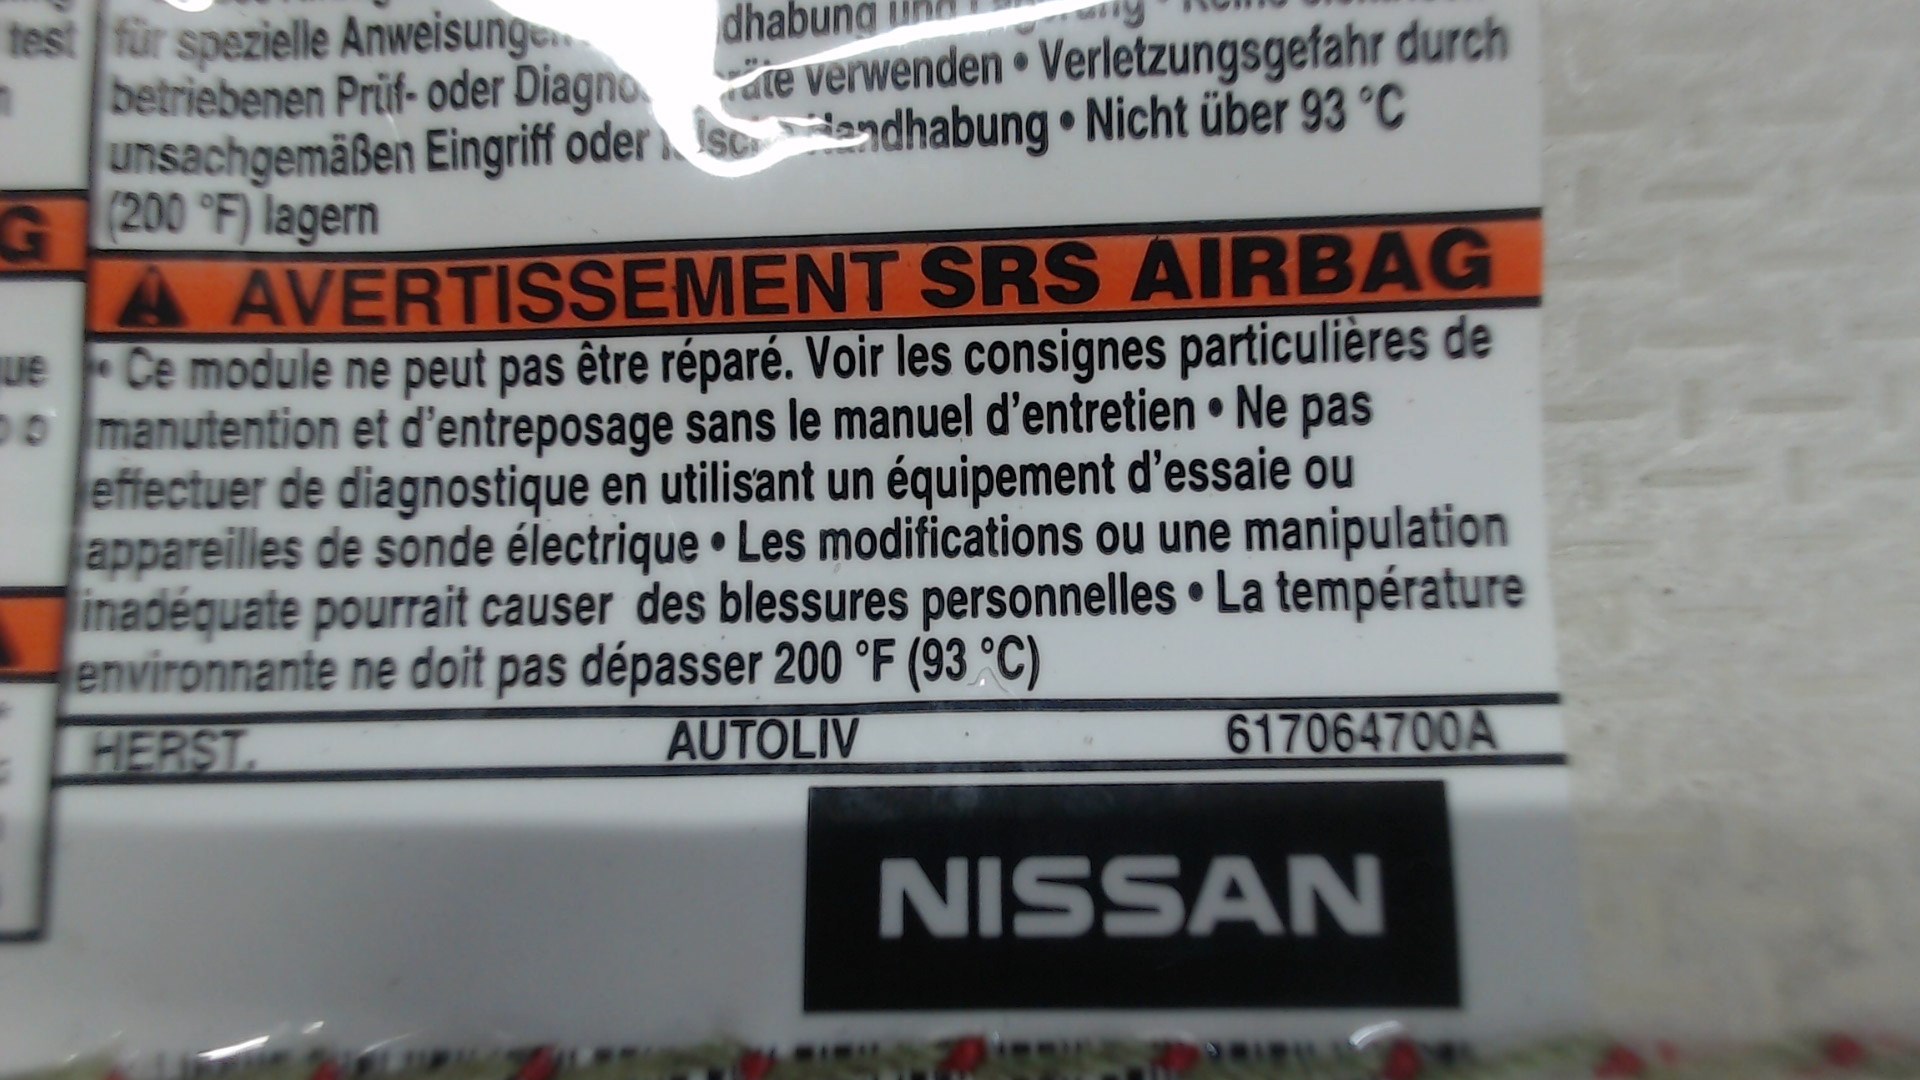 test
für spezielle Anweisungen dhabung und Lagerung • Keine
betriebenen Prüf- oder Diagno räte verwenden • Verletzungsgefahr durch
unsachgemäßen Eingriff oder Handhabung • Nicht über 93 °C
(200 °F) lagern
G
AVERTISSEMENT SRS AIRBAG
• Ce module ne peut pas être réparé. Voir les consignes particulières de
manutention et d'entreposage sans le manuel d'entretien • Ne pas
effectuer de diagnostique en utilisant un équipement d'essaie ou
appareilles de sonde électrique • Les modifications ou une manipulation
inadéquate pourrait causer des blessures personnelles • La température
environnante ne doit pas dépasser 200 °F (93 °C)
HERST. AUTOLIV 617064700A
NISSAN